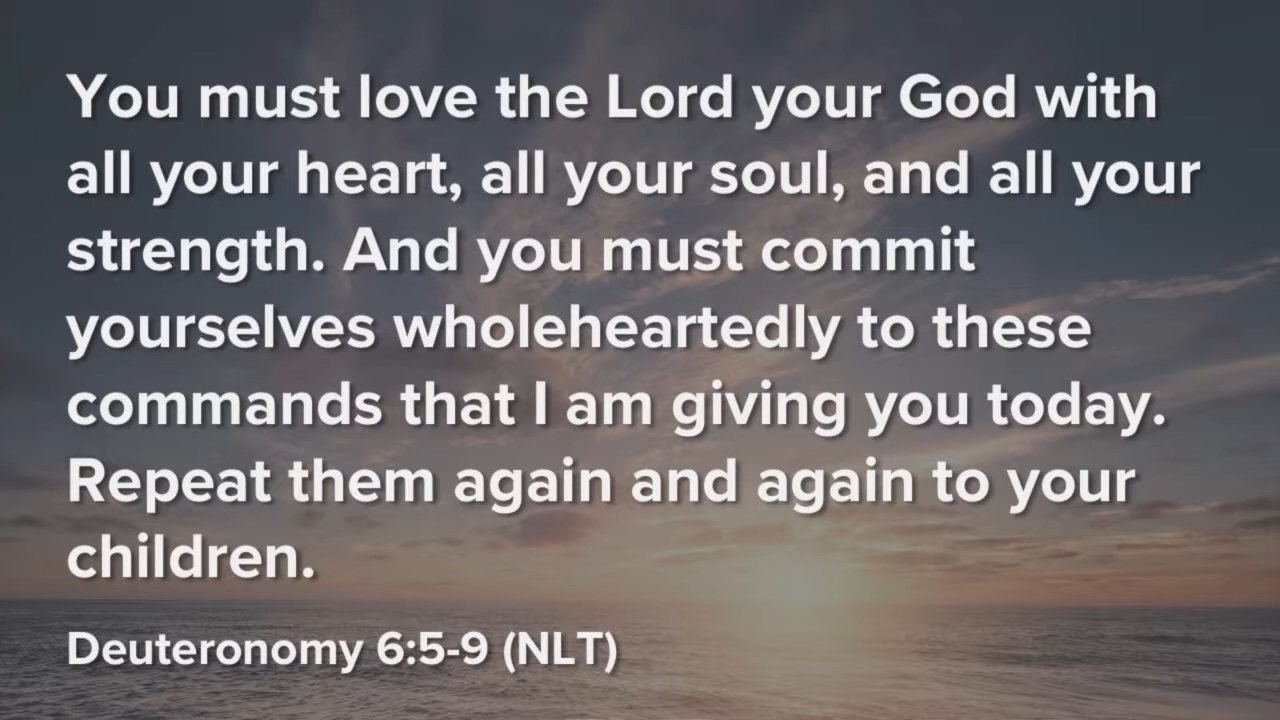 You must love the Lord your God with
all your heart, all your soul, and all your
strength. And you must commit
yourselves wholeheartedly to these
commands that I am giving you today.
Repeat them again and again to your
children.
Deuteronomy 6:5-9 (NLT)